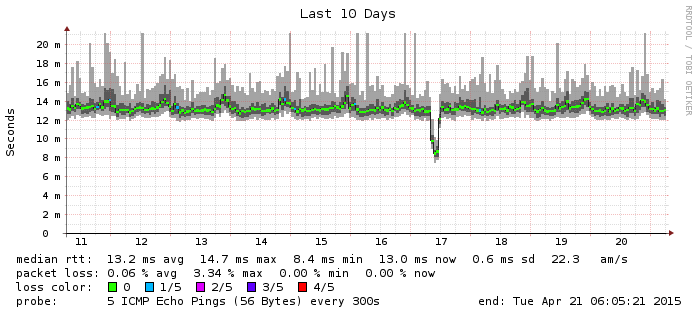 Last 10 Days
RRDTOOL / TOBI OETIKER
Seconds
20 m
18 m
16 m
14 m
12 m
10 m
8 m
6 m
4 m
2 m
0
11 12 13 14 15 16 17 18 19 20
median rtt: 13.2 ms avg 14.7 ms max 8.4 ms min 13.0 ms now 0.6 ms sd 22.3 am/s
packet loss: 0.06 % avg 3.34 % max 0.00 % min 0.00 % now
loss color: 0 1/5 2/5 3/5 4/5
probe: 5 ICMP Echo Pings (56 Bytes) every 300s end: Tue Apr 21 06:05:21 2015